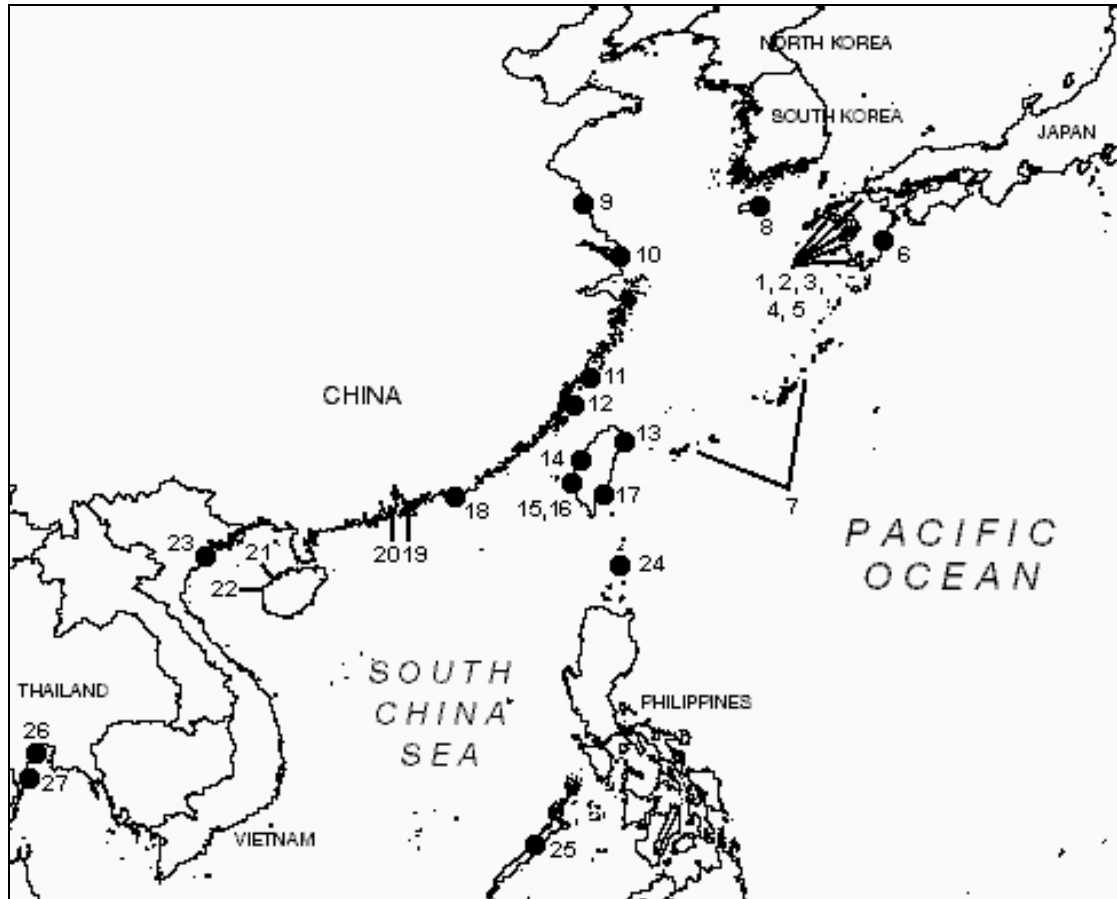 NORTH KOREA
SOUTH KOREA
JAPAN
9
8
10
6
1, 2, 3,
4, 5
11
CHINA
12
13
14
15,16
17
18
7
20 19
PACIFIC
OCEAN
23
21
22
24
SOUTH
CHINA
SEA
THAILAND
PHILIPPINES
26
27
VIETNAM
25